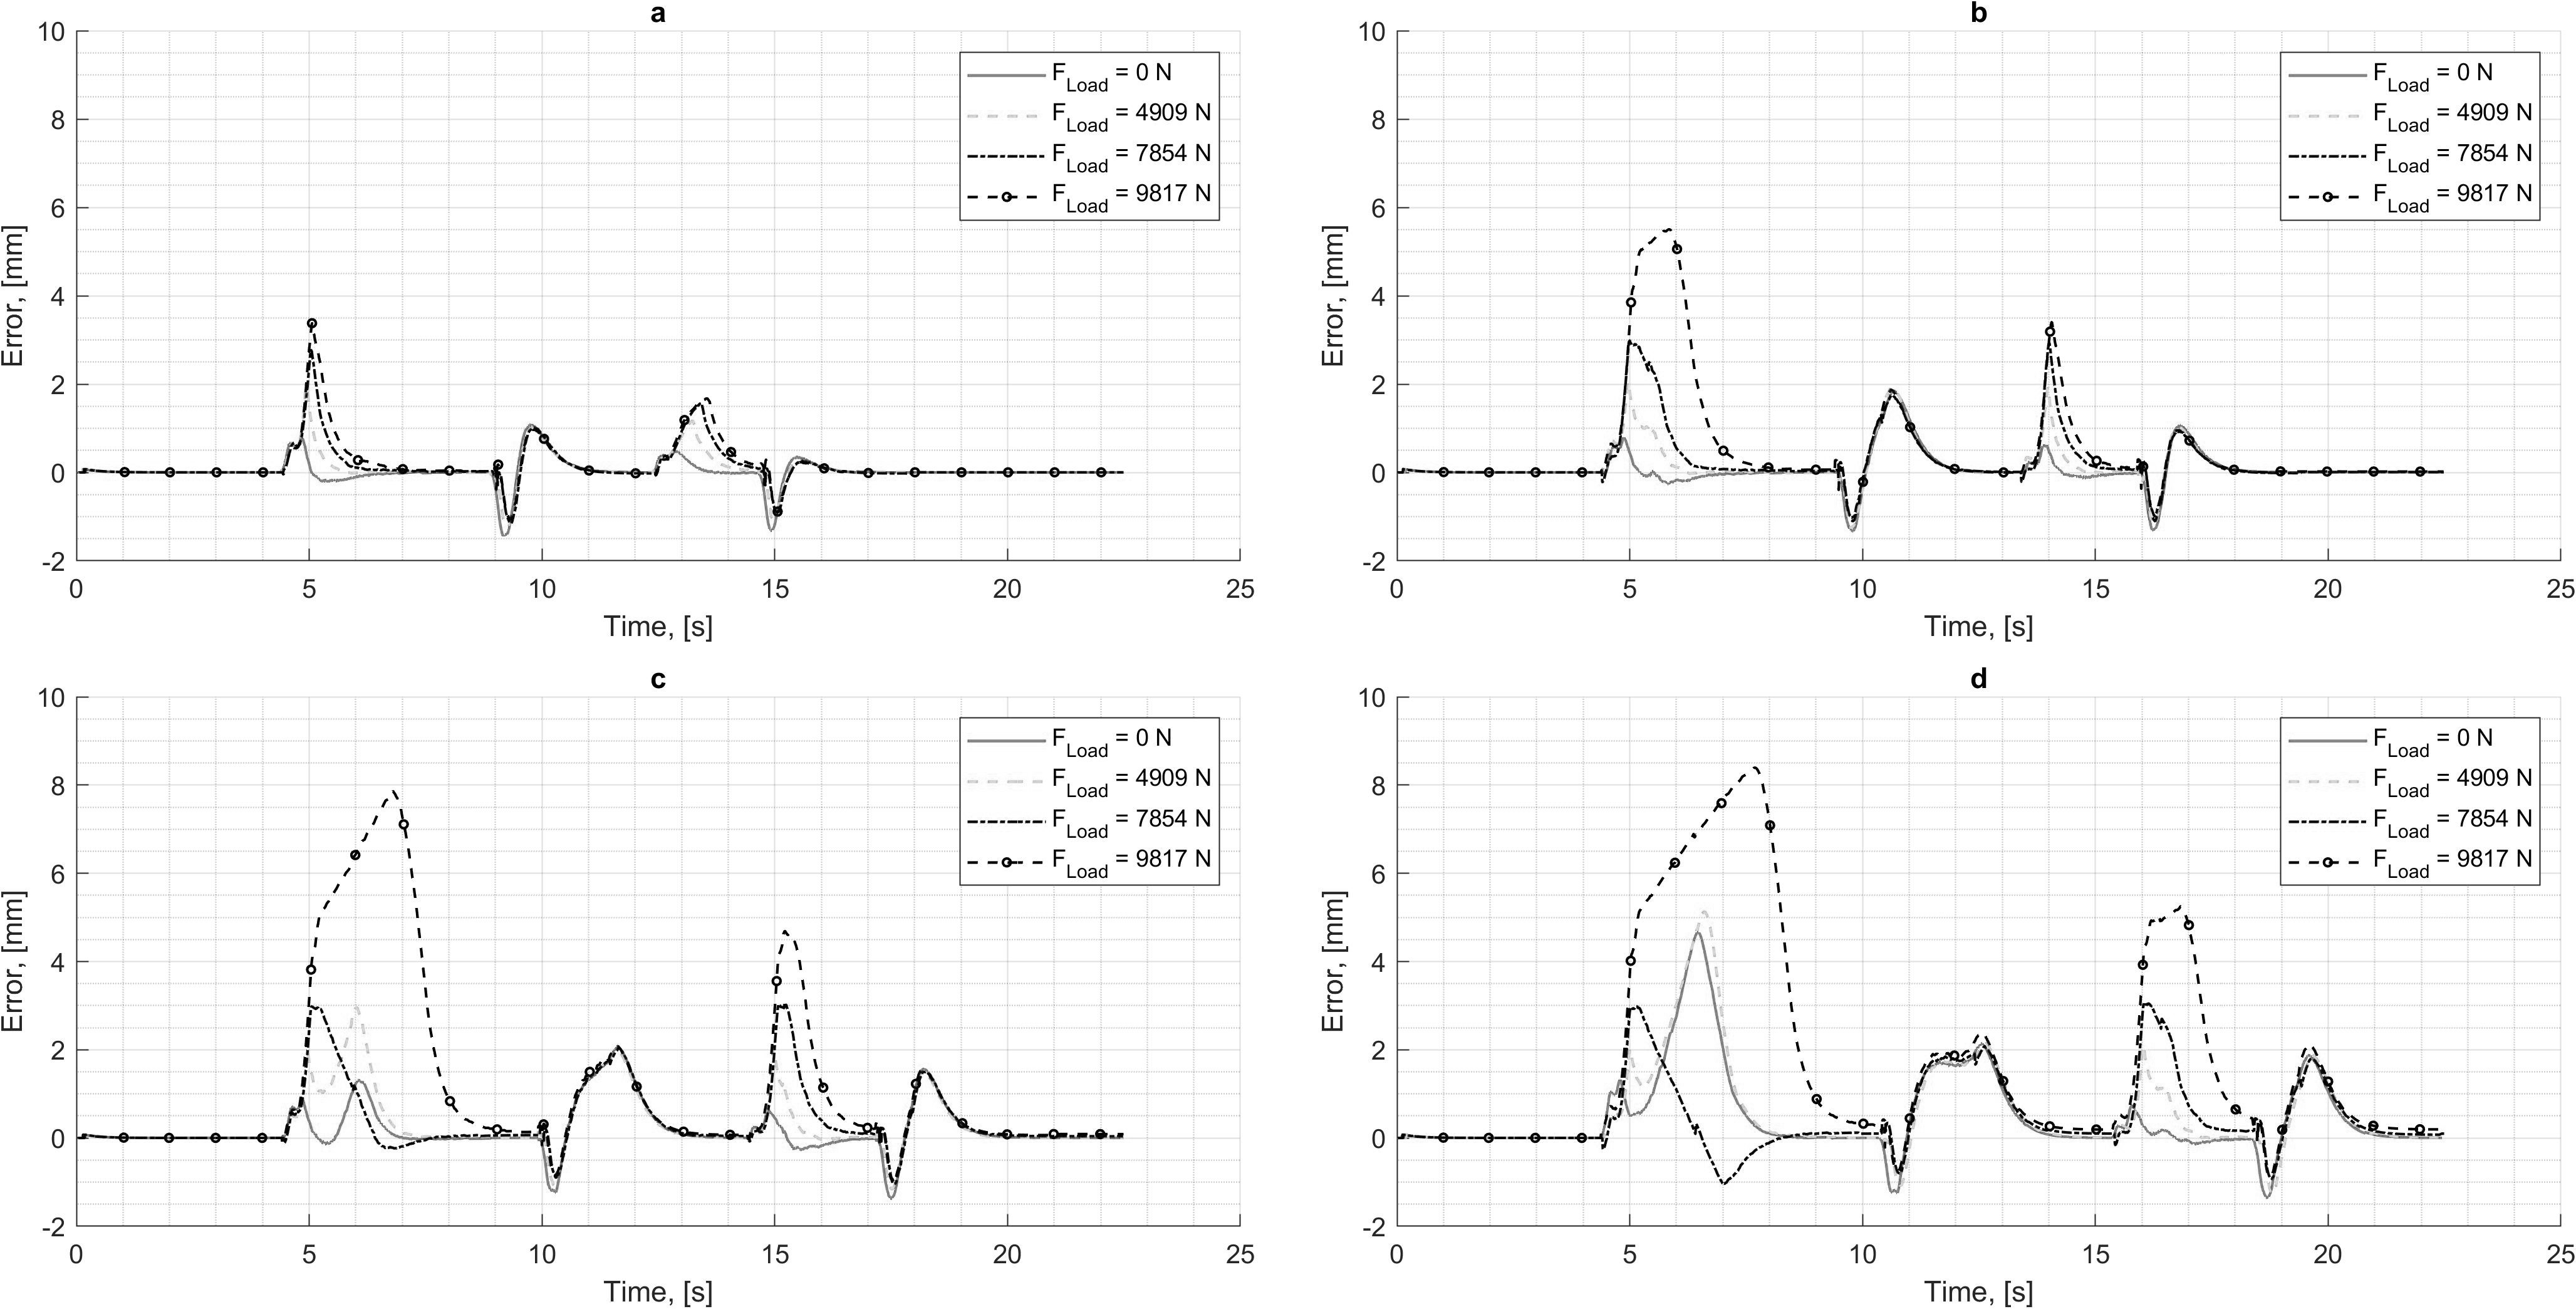 a
10
8
6
4
2
0
-2
Error, [mm]
0 5 10 15 20 25
Time, [s]
F_Load = 0 N
F_Load = 4909 N
F_Load = 7854 N
F_Load = 9817 N
b
10
8
6
4
2
0
-2
Error, [mm]
0 5 10 15 20 25
Time, [s]
F_Load = 0 N
F_Load = 4909 N
F_Load = 7854 N
F_Load = 9817 N
c
10
8
6
4
2
0
-2
Error, [mm]
0 5 10 15 20 25
Time, [s]
F_Load = 0 N
F_Load = 4909 N
F_Load = 7854 N
F_Load = 9817 N
d
10
8
6
4
2
0
-2
Error, [mm]
0 5 10 15 20 25
Time, [s]
F_Load = 0 N
F_Load = 4909 N
F_Load = 7854 N
F_Load = 9817 N